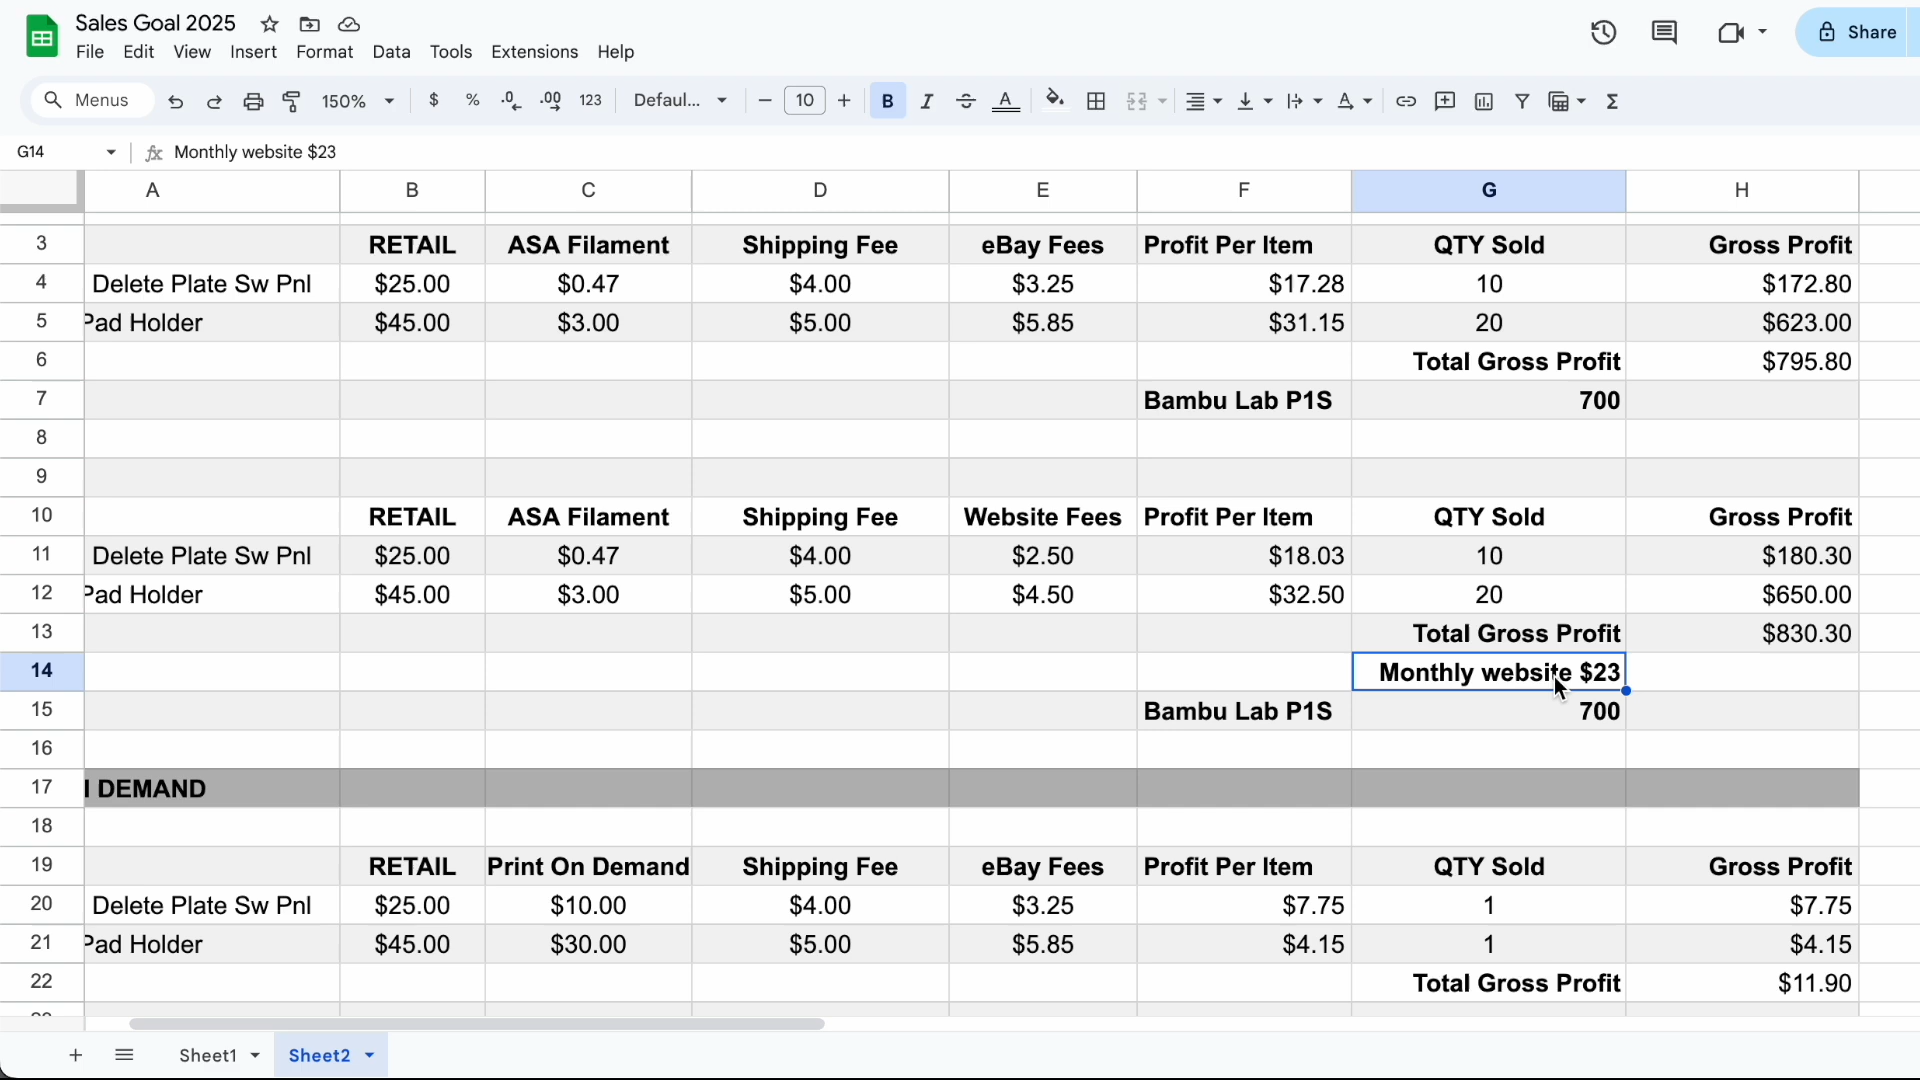 Sales Goal 2025
File Edit View Insert Format Data Tools Extensions Help
Share
Menus 150% $ % .0 .00 123 Defaul... 10 B I A Σ
G14 fx Monthly website $23
A B C D E F G H
3 RETAIL ASA Filament Shipping Fee eBay Fees Profit Per Item QTY Sold Gross Profit
4 Delete Plate Sw Pnl $25.00 $0.47 $4.00 $3.25 $17.28 10 $172.80
5 Pad Holder $45.00 $3.00 $5.00 $5.85 $31.15 20 $623.00
6 Total Gross Profit $795.80
7 Bambu Lab P1S 700
8
9
10 RETAIL ASA Filament Shipping Fee Website Fees Profit Per Item QTY Sold Gross Profit
11 Delete Plate Sw Pnl $25.00 $0.47 $4.00 $2.50 $18.03 10 $180.30
12 Pad Holder $45.00 $3.00 $5.00 $4.50 $32.50 20 $650.00
13 Total Gross Profit $830.30
14 Monthly website $23
15 Bambu Lab P1S 700
16
17 DEMAND
18
19 RETAIL Print On Demand Shipping Fee eBay Fees Profit Per Item QTY Sold Gross Profit
20 Delete Plate Sw Pnl $25.00 $10.00 $4.00 $3.25 $7.75 1 $7.75
21 Pad Holder $45.00 $30.00 $5.00 $5.85 $4.15 1 $4.15
22 Total Gross Profit $11.90
+ Sheet1 Sheet2